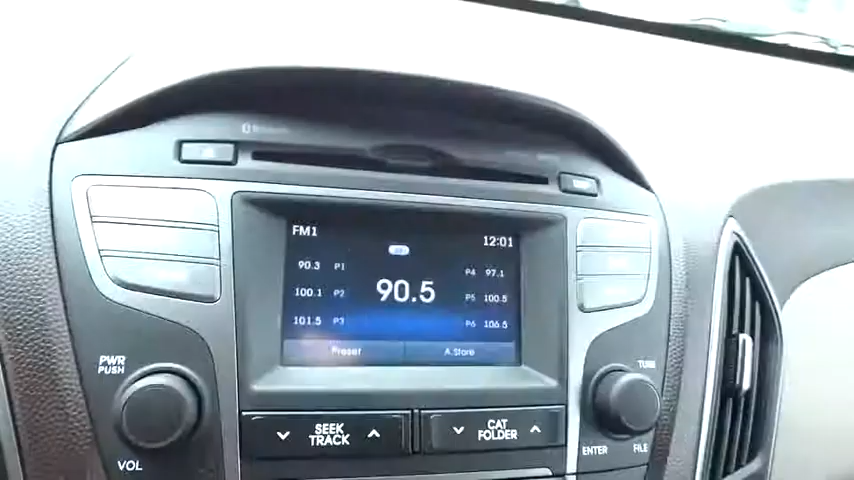 FM1
12:01
90.3 P1
100.1 P2
101.5 P3
90.5
P4 97.1
P5 100.5
P6 106.5
Preset
A.Store
PWR
PUSH
VOL
SEEK
TRACK
CAT
FOLDER
TUNE
ENTER
FILE